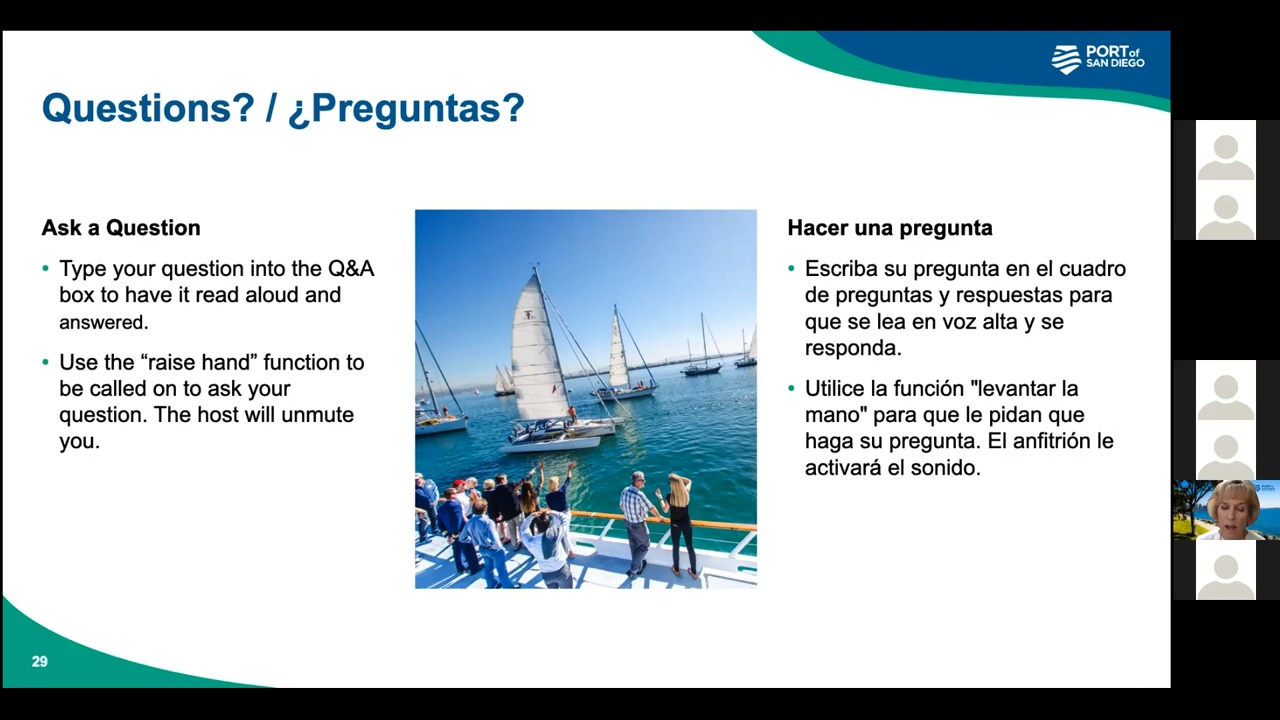 PORT of
SAN DIEGO
Questions? / ¿Preguntas?
Ask a Question
• Type your question into the Q&A
box to have it read aloud and
answered.
• Use the “raise hand” function to
be called on to ask your
question. The host will unmute
you.
Hacer una pregunta
• Escriba su pregunta en el cuadro
de preguntas y respuestas para
que se lea en voz alta y se
responda.
• Utilice la función "levantar la
mano" para que le pidan que
haga su pregunta. El anfitrión le
activará el sonido.
29